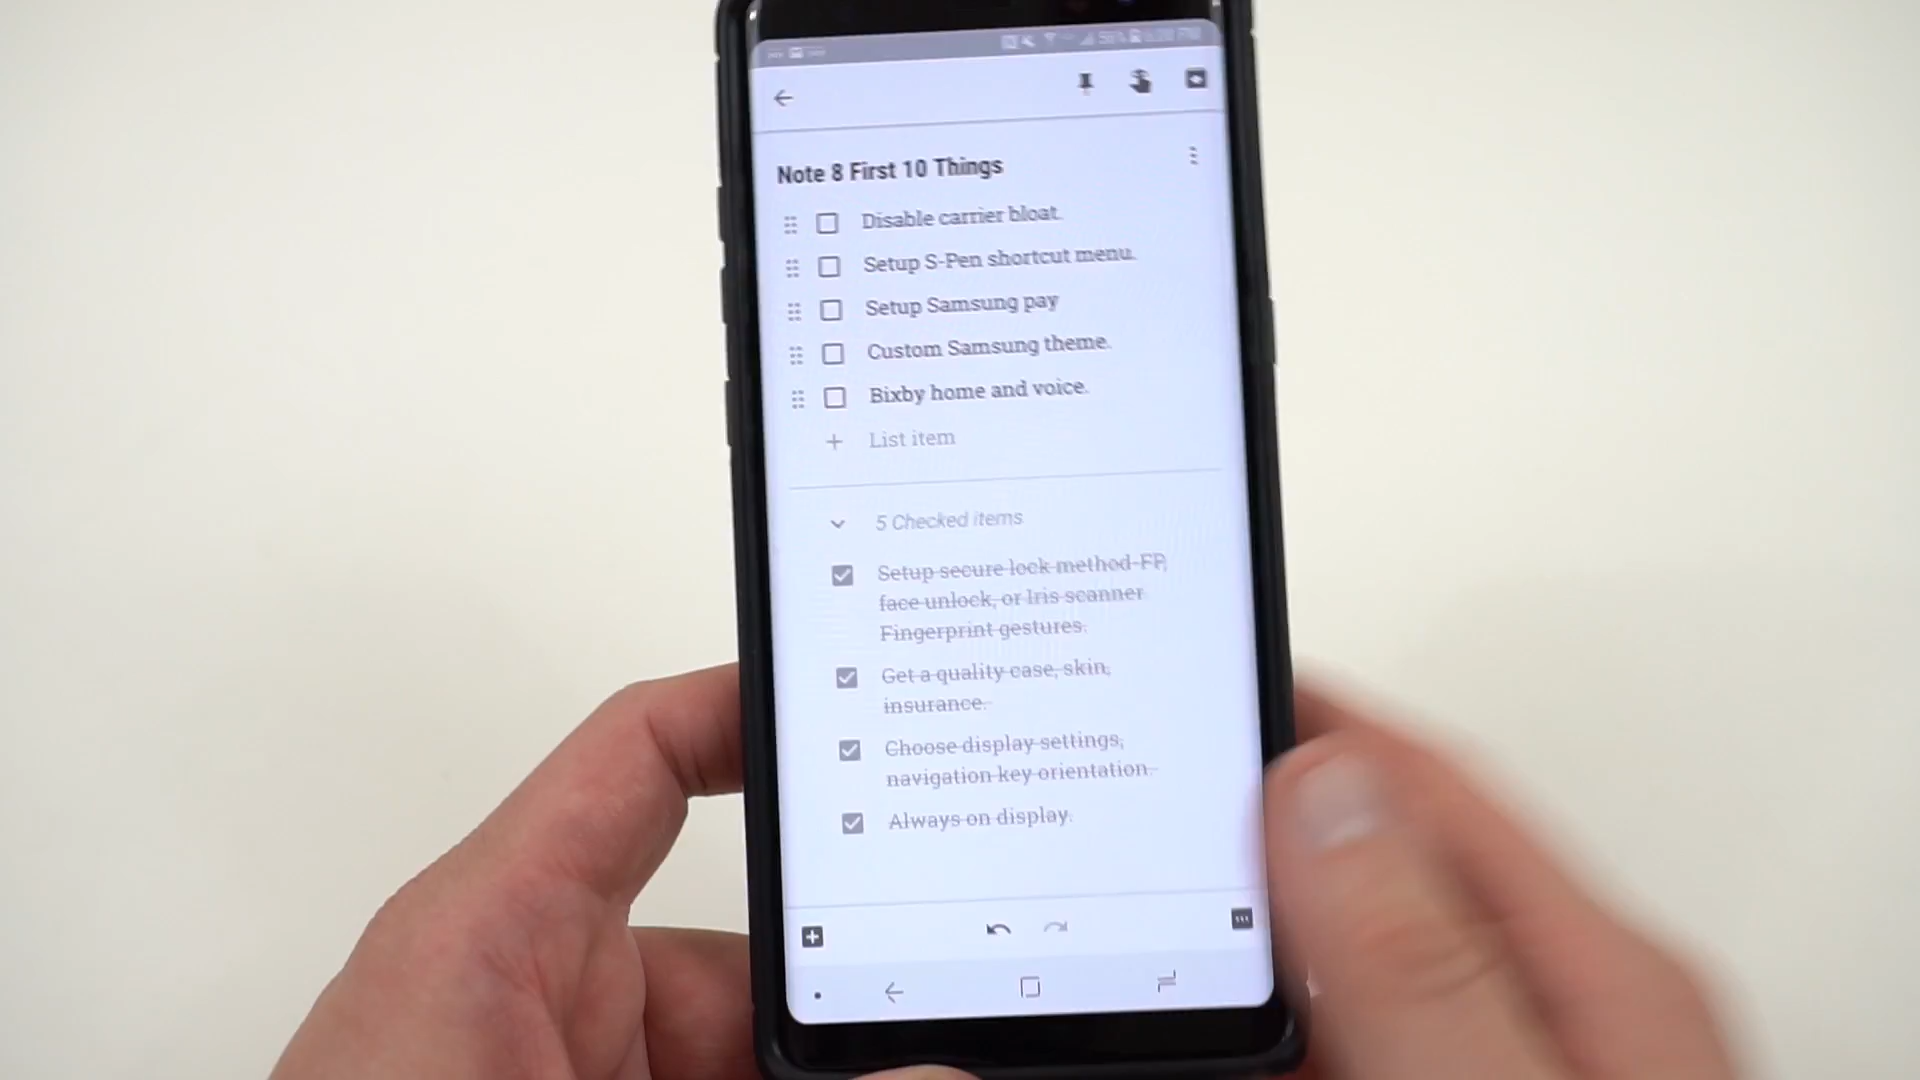 56%
Note 8 First 10 Things
Disable carrier bloat.
Setup S-Pen shortcut menu.
Setup Samsung pay
Custom Samsung theme.
Bixby home and voice.
List item
5 Checked items
Setup secure lock method-FP,
face unlock, or Iris scanner
Fingerprint gestures.
Get a quality case, skin,
insurance.
Choose display settings,
navigation key orientation.
Always on display.